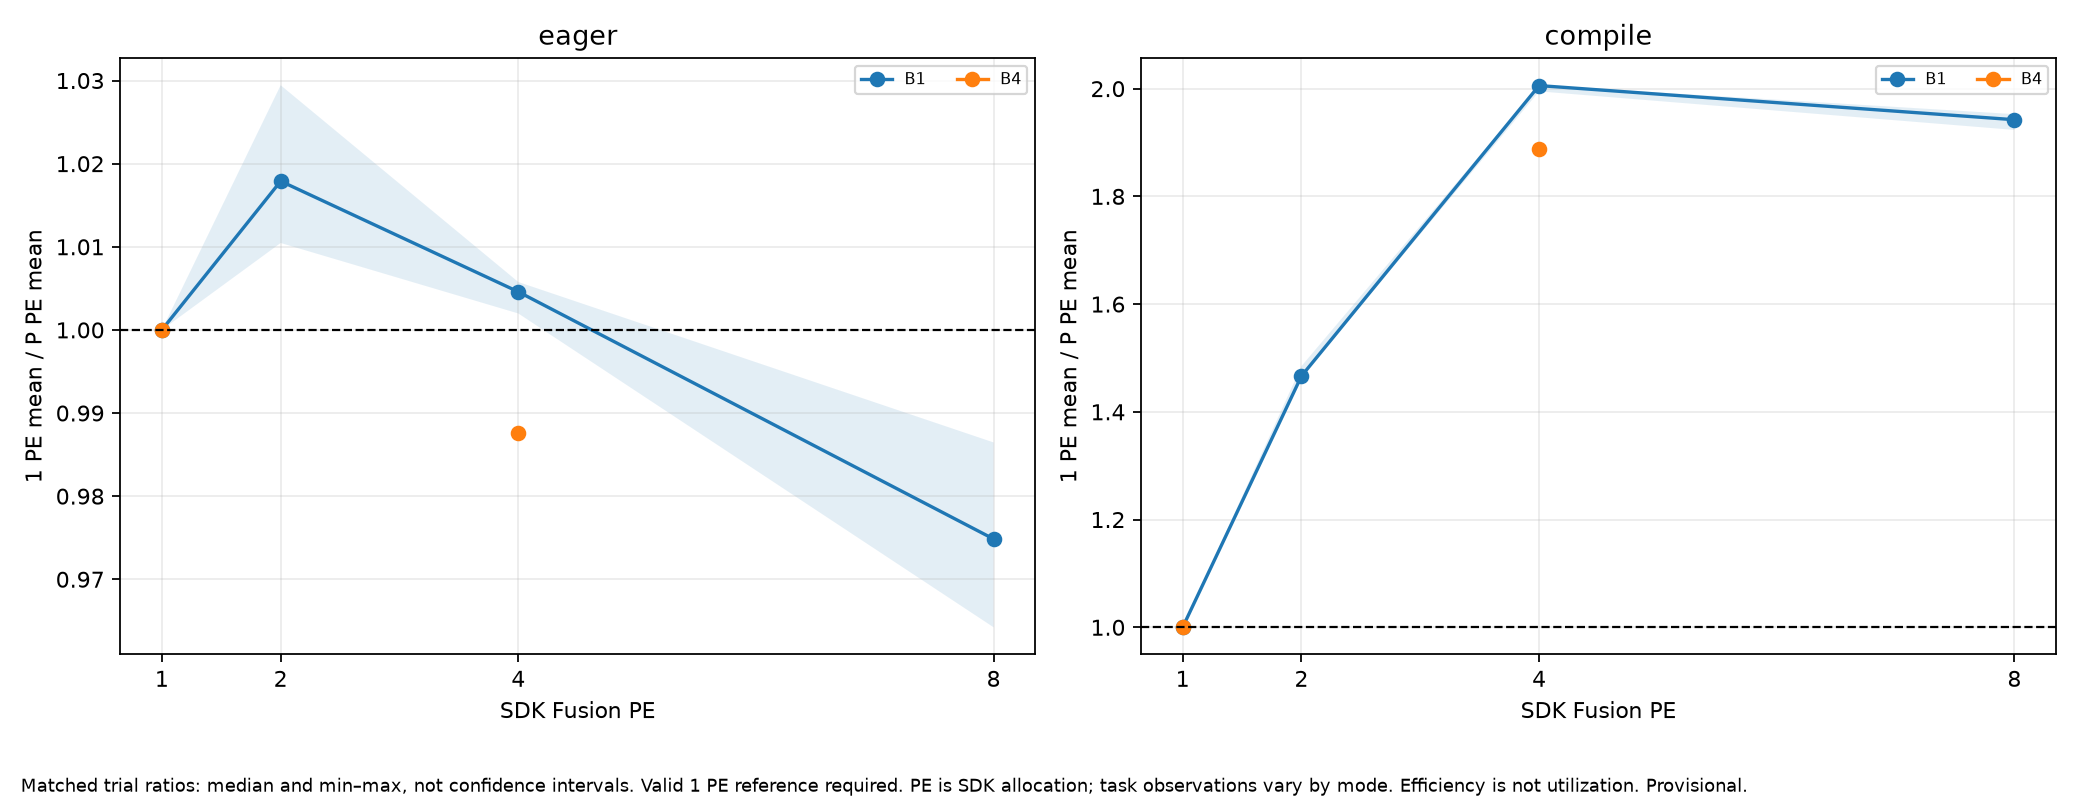 eager
B1 B4
1.03
1.02
1.01
1.00
0.99
0.98
0.97
1 PE mean / P PE mean
1 2 4 8
SDK Fusion PE
compile
B1 B4
2.0
1.8
1.6
1.4
1.2
1.0
1 PE mean / P PE mean
1 2 4 8
SDK Fusion PE
Matched trial ratios: median and min–max, not confidence intervals. Valid 1 PE reference required. PE is SDK allocation; task observations vary by mode. Efficiency is not utilization. Provisional.